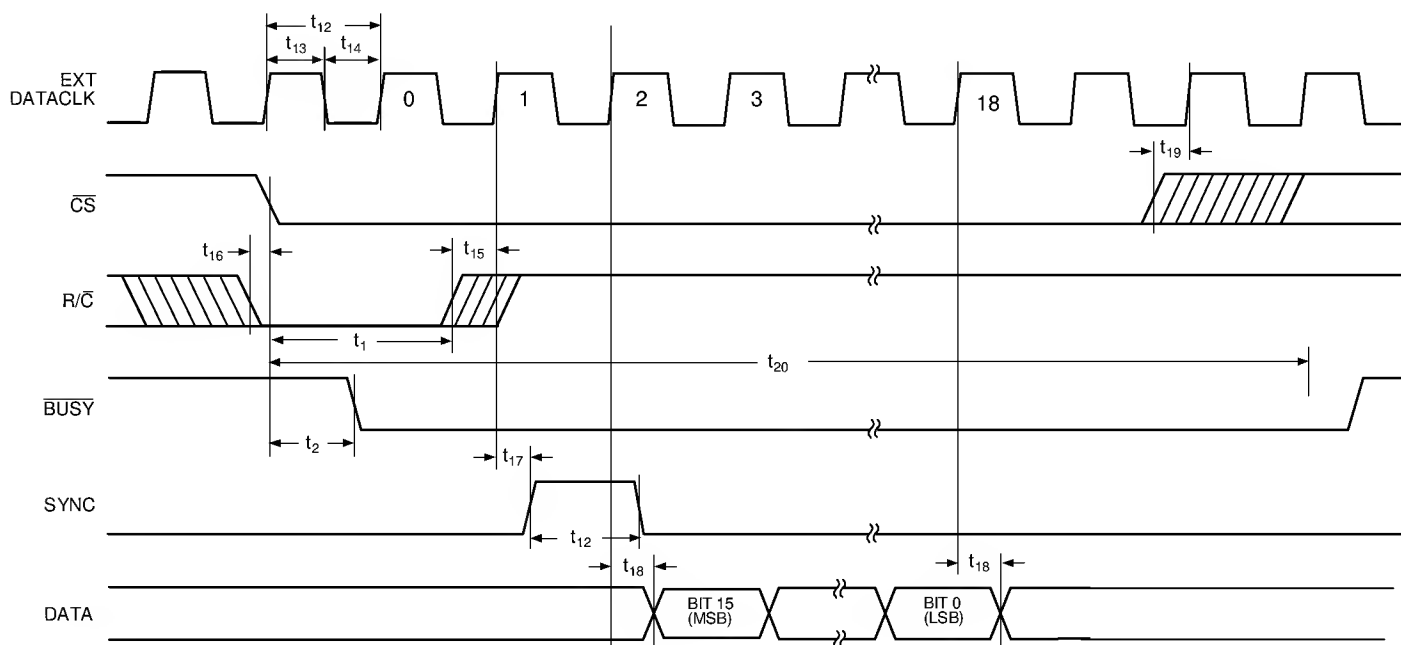 t12
t13 t14
EXT
DATACLK
0 1 2 3 18
t19
CS
t16 t15
R/C
t1
t20
BUSY
t2
t17
SYNC
t12
t18 t18
DATA
BIT 15
(MSB)
BIT 0
(LSB)